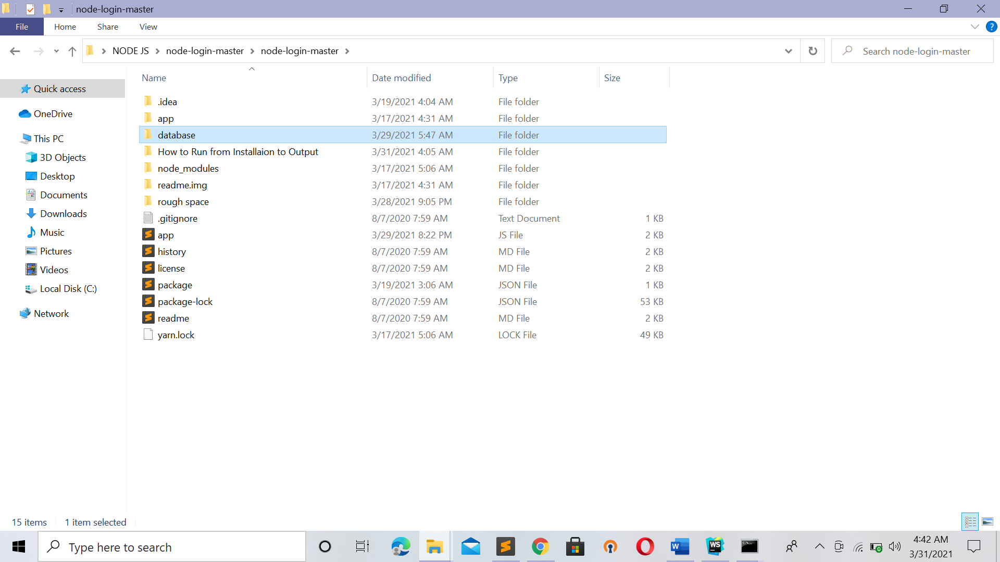 node-login-master
File Home Share View
NODE JS node-login-master node-login-master
Search node-login-master
Name Date modified Type Size
Quick access
OneDrive
This PC
3D Objects
Desktop
Documents
Downloads
Music
Pictures
Videos
Local Disk (C:)
Network
.idea 3/19/2021 4:04 AM File folder
app 3/17/2021 4:31 AM File folder
database 3/29/2021 5:47 AM File folder
How to Run from Installaion to Output 3/31/2021 4:05 AM File folder
node_modules 3/17/2021 5:06 AM File folder
readme.img 3/17/2021 4:31 AM File folder
rough space 3/28/2021 9:05 PM File folder
.gitignore 8/7/2020 7:59 AM Text Document 1 KB
app 3/29/2021 8:22 PM JS File 2 KB
history 8/7/2020 7:59 AM MD File 2 KB
license 8/7/2020 7:59 AM MD File 2 KB
package 3/19/2021 3:06 AM JSON File 1 KB
package-lock 8/7/2020 7:59 AM JSON File 53 KB
readme 8/7/2020 7:59 AM MD File 2 KB
yarn.lock 3/17/2021 5:06 AM LOCK File 49 KB
15 items 1 item selected
Type here to search
W
WS
4:42 AM
3/31/2021